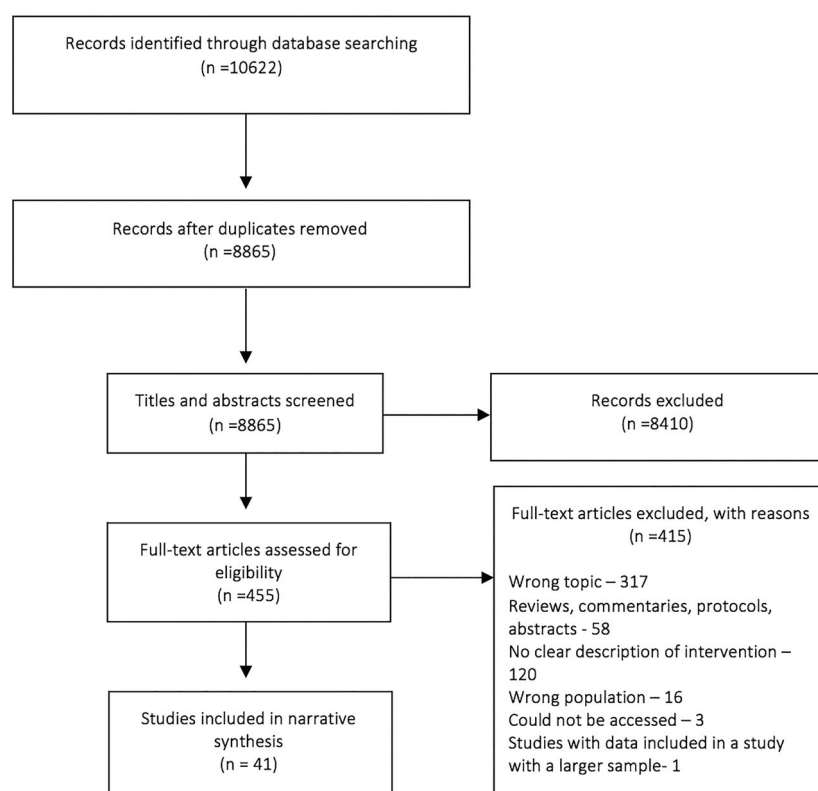 Records identified through database searching
(n =10622)
Records after duplicates removed
(n =8865)
Titles and abstracts screened
(n =8865)
Records excluded
(n =8410)
Full-text articles assessed for
eligibility
(n =455)
Full-text articles excluded, with reasons
(n =415)
Wrong topic – 317
Reviews, commentaries, protocols,
abstracts - 58
No clear description of intervention –
120
Wrong population – 16
Could not be accessed – 3
Studies with data included in a study
with a larger sample- 1
Studies included in narrative
synthesis
(n = 41)